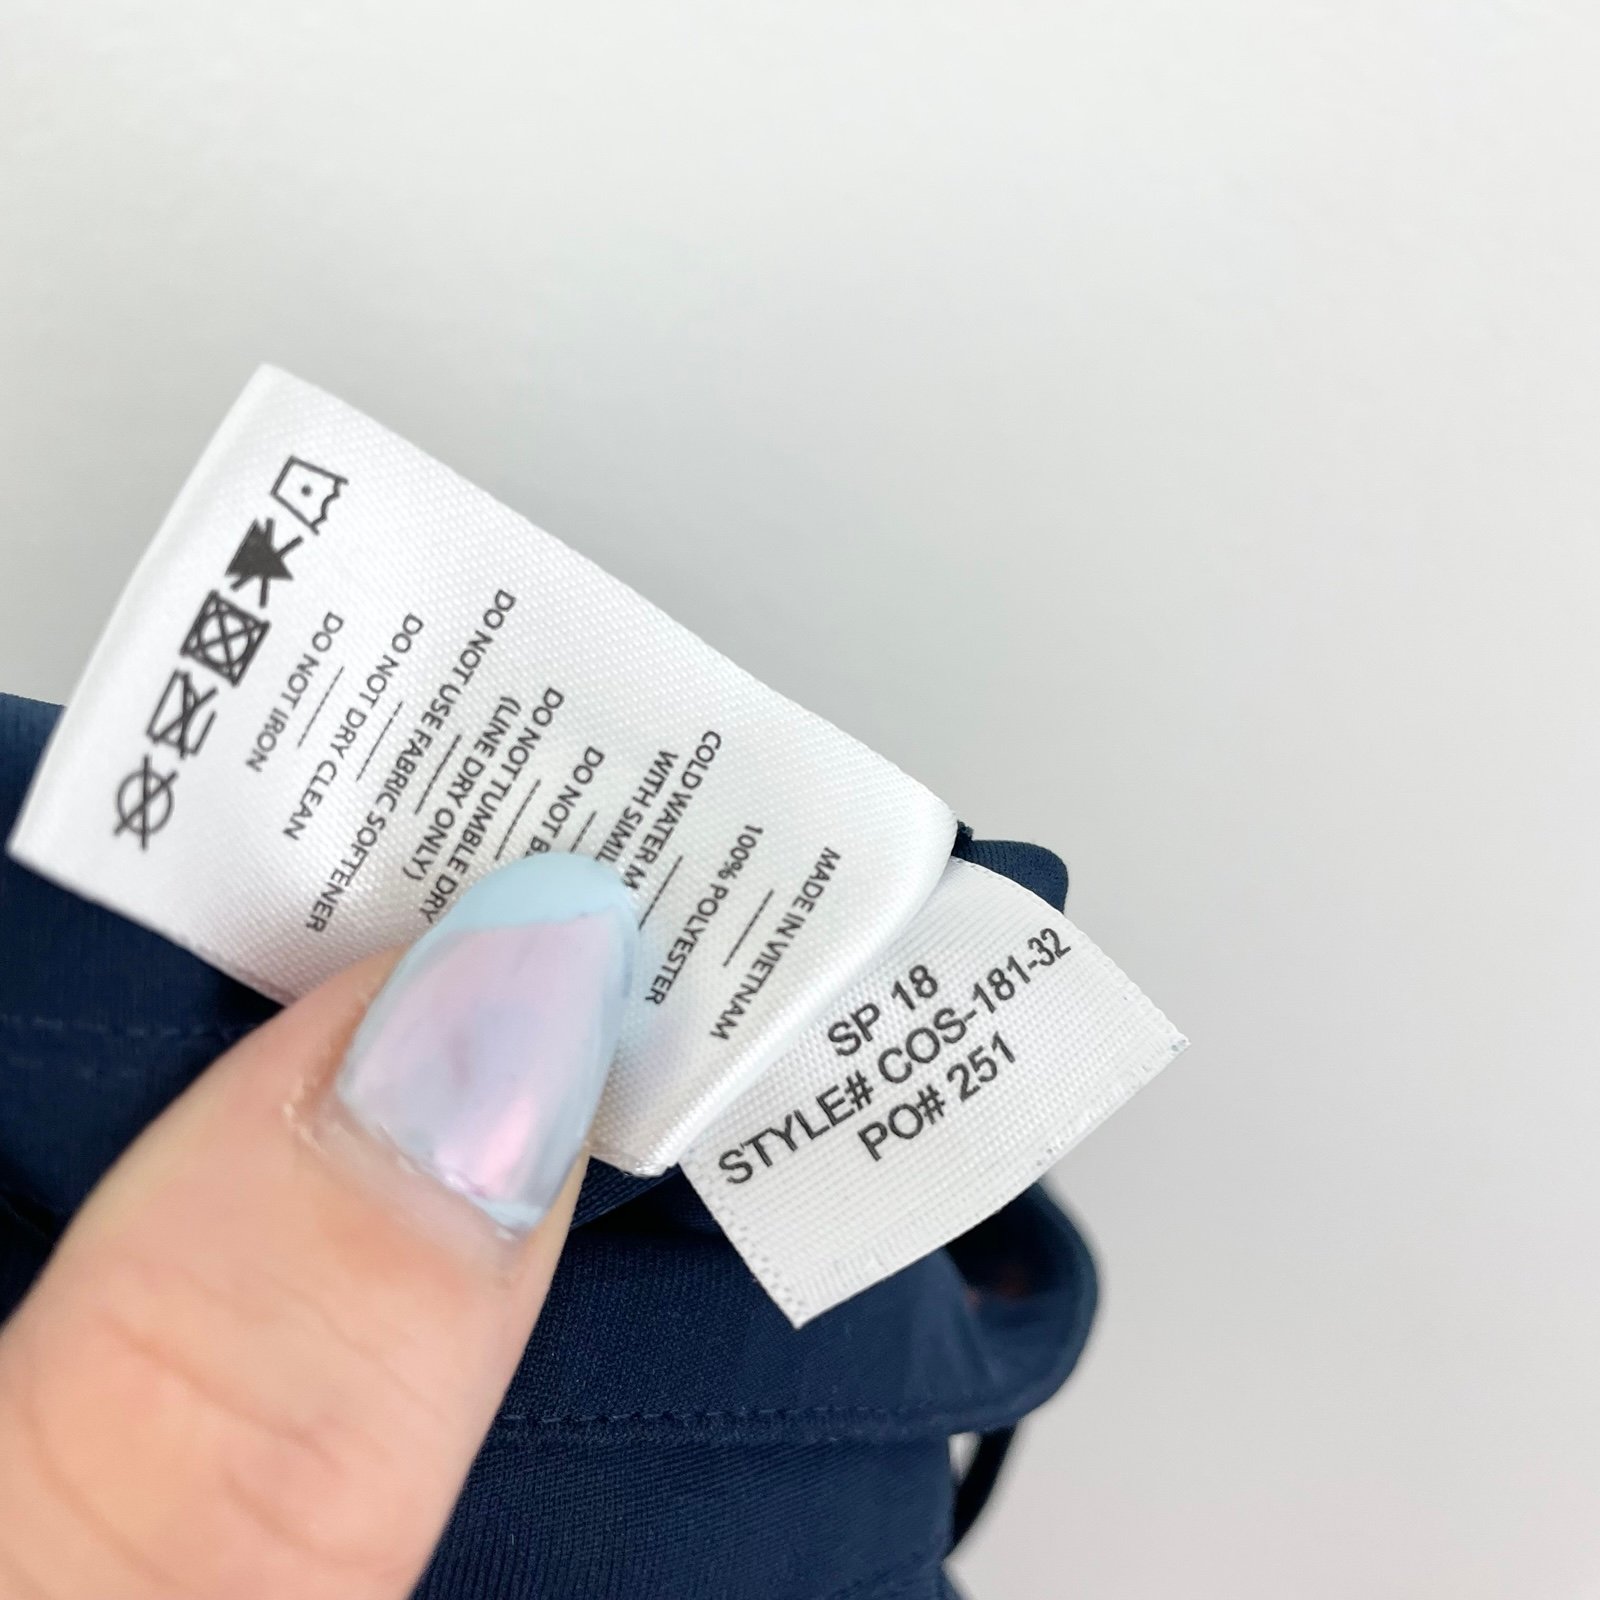 MADE IN VIETNAM
100% POLYESTER
COLD WATER
WITH
DO NOT
DO NOT TUMBLE DRY
(LINE DRY ONLY)
DO NOT USE FABRIC SOFTENER
DO NOT DRY CLEAN
DO NOT IRON
SP 18
STYLE# COS-181-32
PO# 251